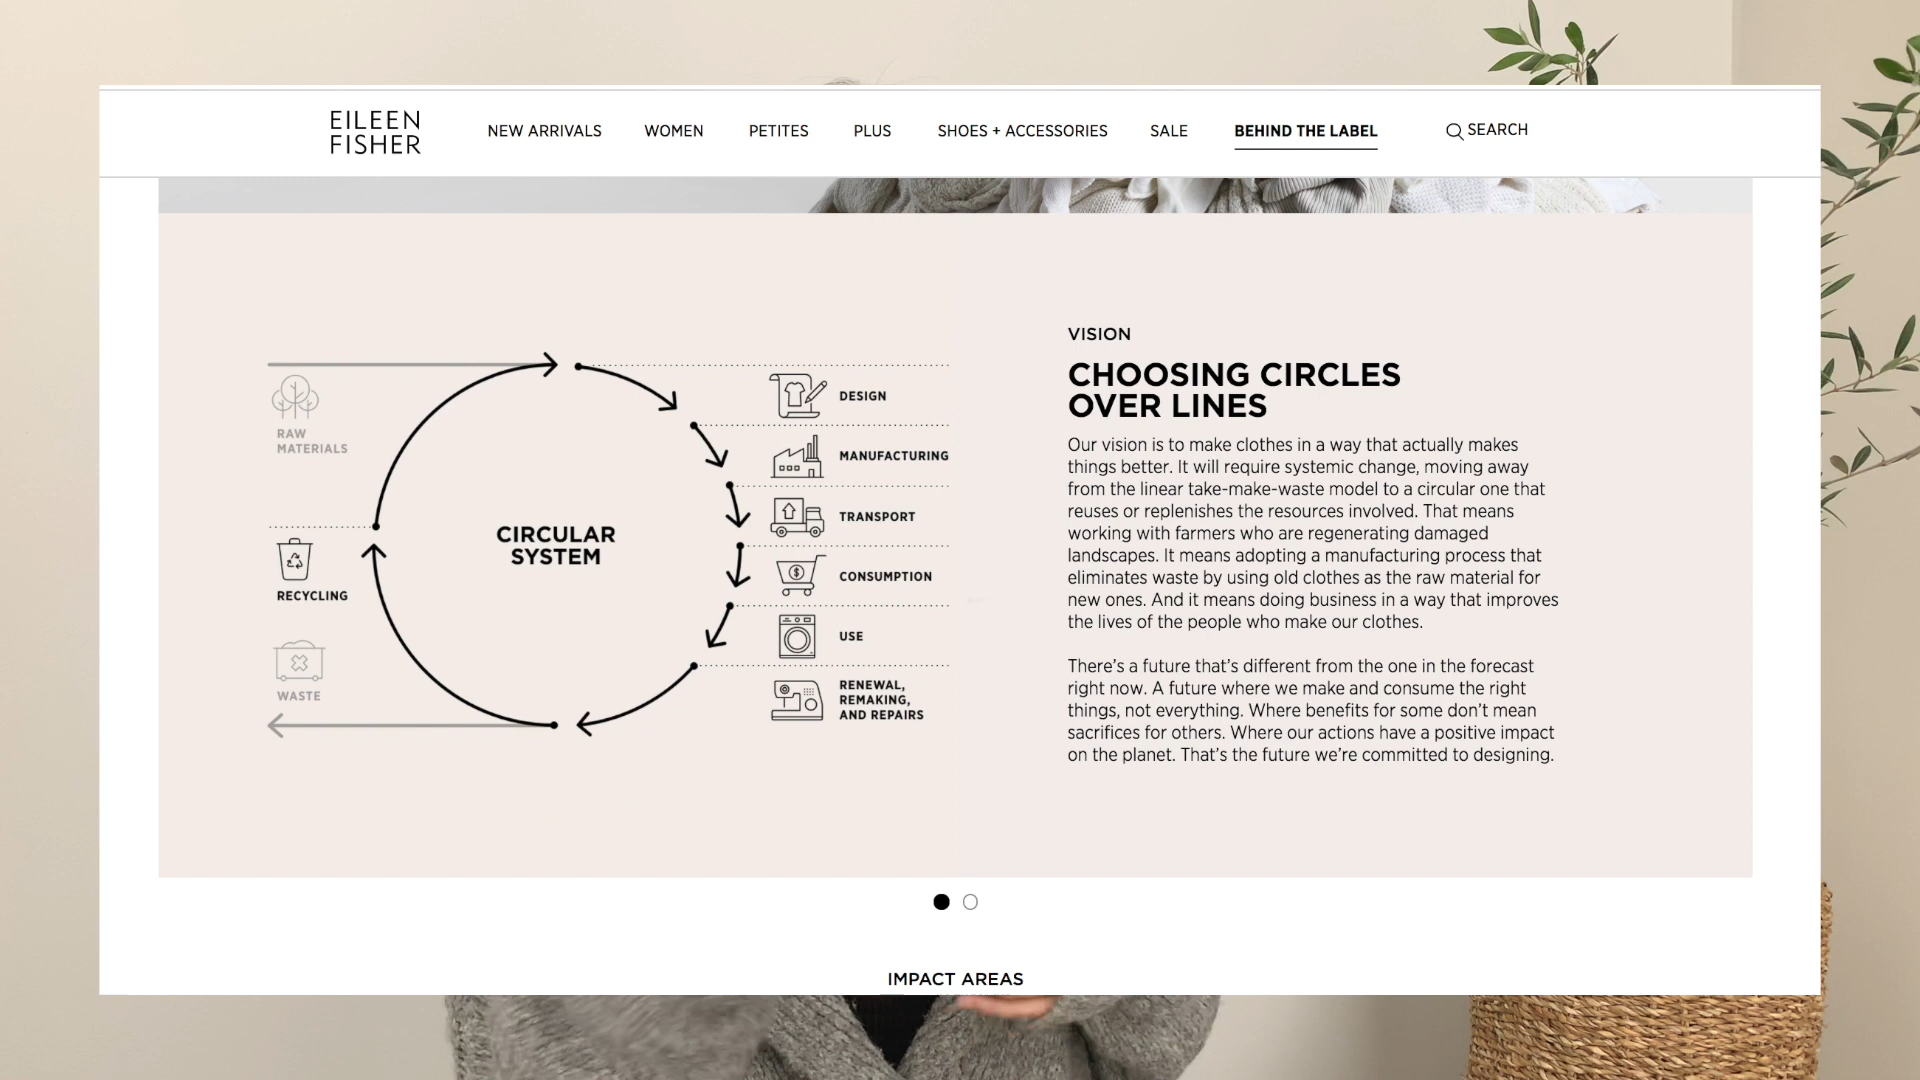 EILEEN
FISHER
NEW ARRIVALS
WOMEN
PETITES
PLUS
SHOES + ACCESSORIES
SALE
BEHIND THE LABEL
SEARCH
RAW
MATERIALS
RECYCLING
WASTE
CIRCULAR
SYSTEM
DESIGN
MANUFACTURING
TRANSPORT
$
CONSUMPTION
USE
RENEWAL,
REMAKING,
AND REPAIRS
VISION
CHOOSING CIRCLES
OVER LINES
Our vision is to make clothes in a way that actually makes
things better. It will require systemic change, moving away
from the linear take-make-waste model to a circular one that
reuses or replenishes the resources involved. That means
working with farmers who are regenerating damaged
landscapes. It means adopting a manufacturing process that
eliminates waste by using old clothes as the raw material for
new ones. And it means doing business in a way that improves
the lives of the people who make our clothes.
There’s a future that’s different from the one in the forecast
right now. A future where we make and consume the right
things, not everything. Where benefits for some don’t mean
sacrifices for others. Where our actions have a positive impact
on the planet. That’s the future we’re committed to designing.
IMPACT AREAS